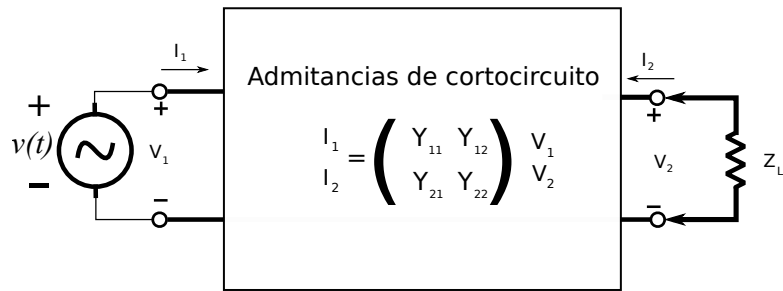 I1
I2
Admitancias de cortocircuito
+
+
+
v(t)
V1
I1 = ( Y11 Y12 ) V1
I2 ( Y21 Y22 ) V2
V2
ZL
−
−
−